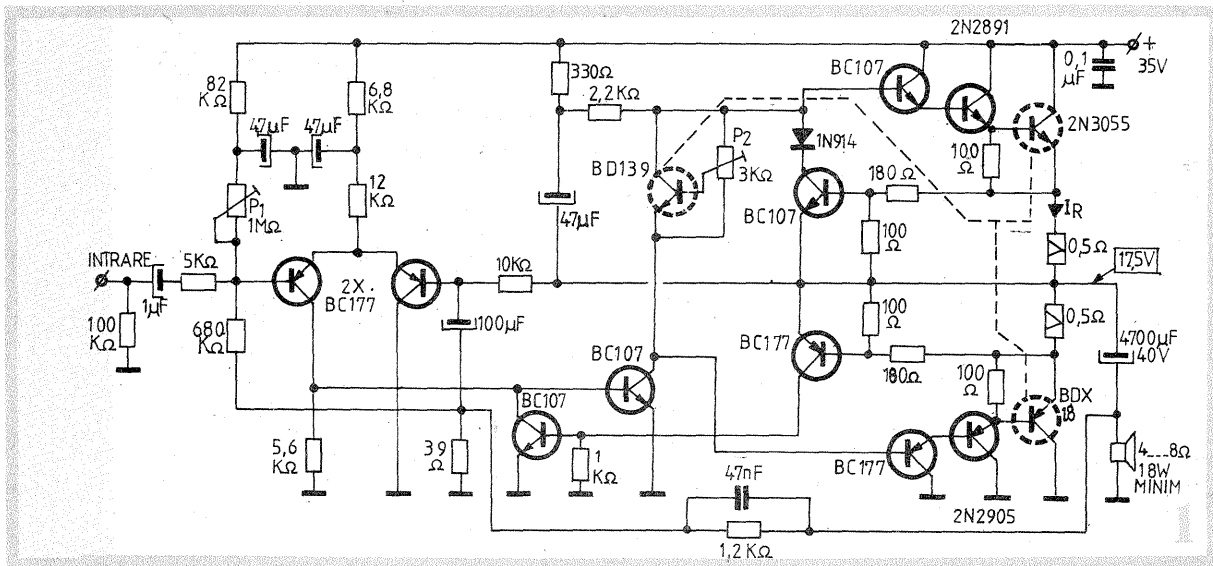 2N2891
82
KΩ
6,8
KΩ
330Ω
2,2KΩ
BC107
0,1
μF
+
35V
47μF
47μF
1N914
2N3055
P2
3KΩ
BD139
100
Ω
180Ω
P1
1MΩ
12
KΩ
47μF
BC107
IR
100
Ω
0,5Ω
17,5V
INTRARE
5KΩ
1μF
2X.
BC177
10KΩ
100
KΩ
680
KΩ
100μF
BC177
100
Ω
0,5Ω
4700μF
40V
BC107
180Ω
100
Ω
BDX
18
BC107
5,6
KΩ
39
Ω
1
KΩ
BC177
4...8Ω
18W
MINIM
47nF
2N2905
1,2KΩ
1